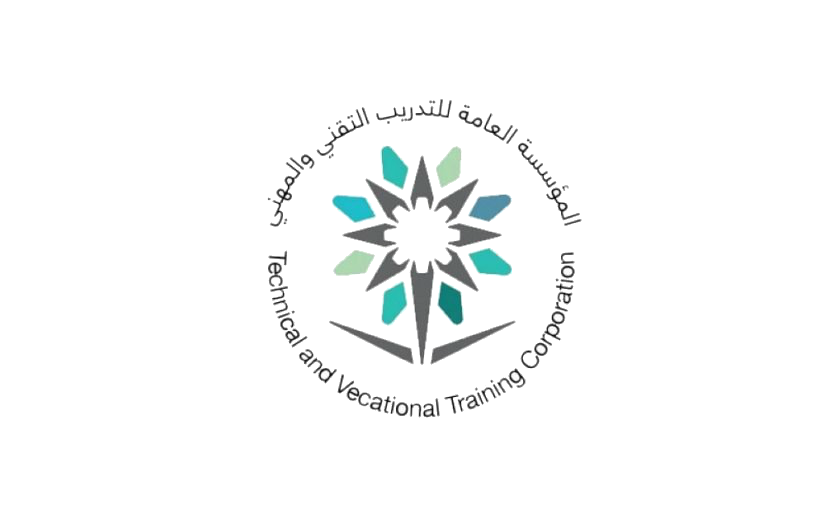 المؤسسة العامة للتدريب التقني والمهني
Technical and Vecational Training Corporation